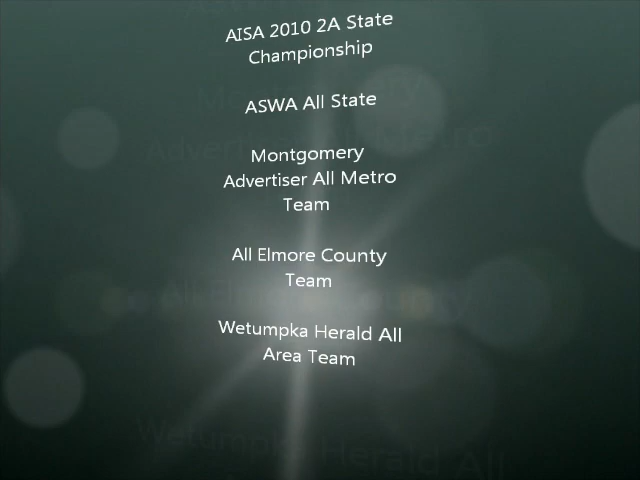 AISA 2010 2A State
Championship
ASWA All State
Montgomery
Advertiser All Metro
Team
All Elmore County
Team
Wetumpka Herald All
Area Team